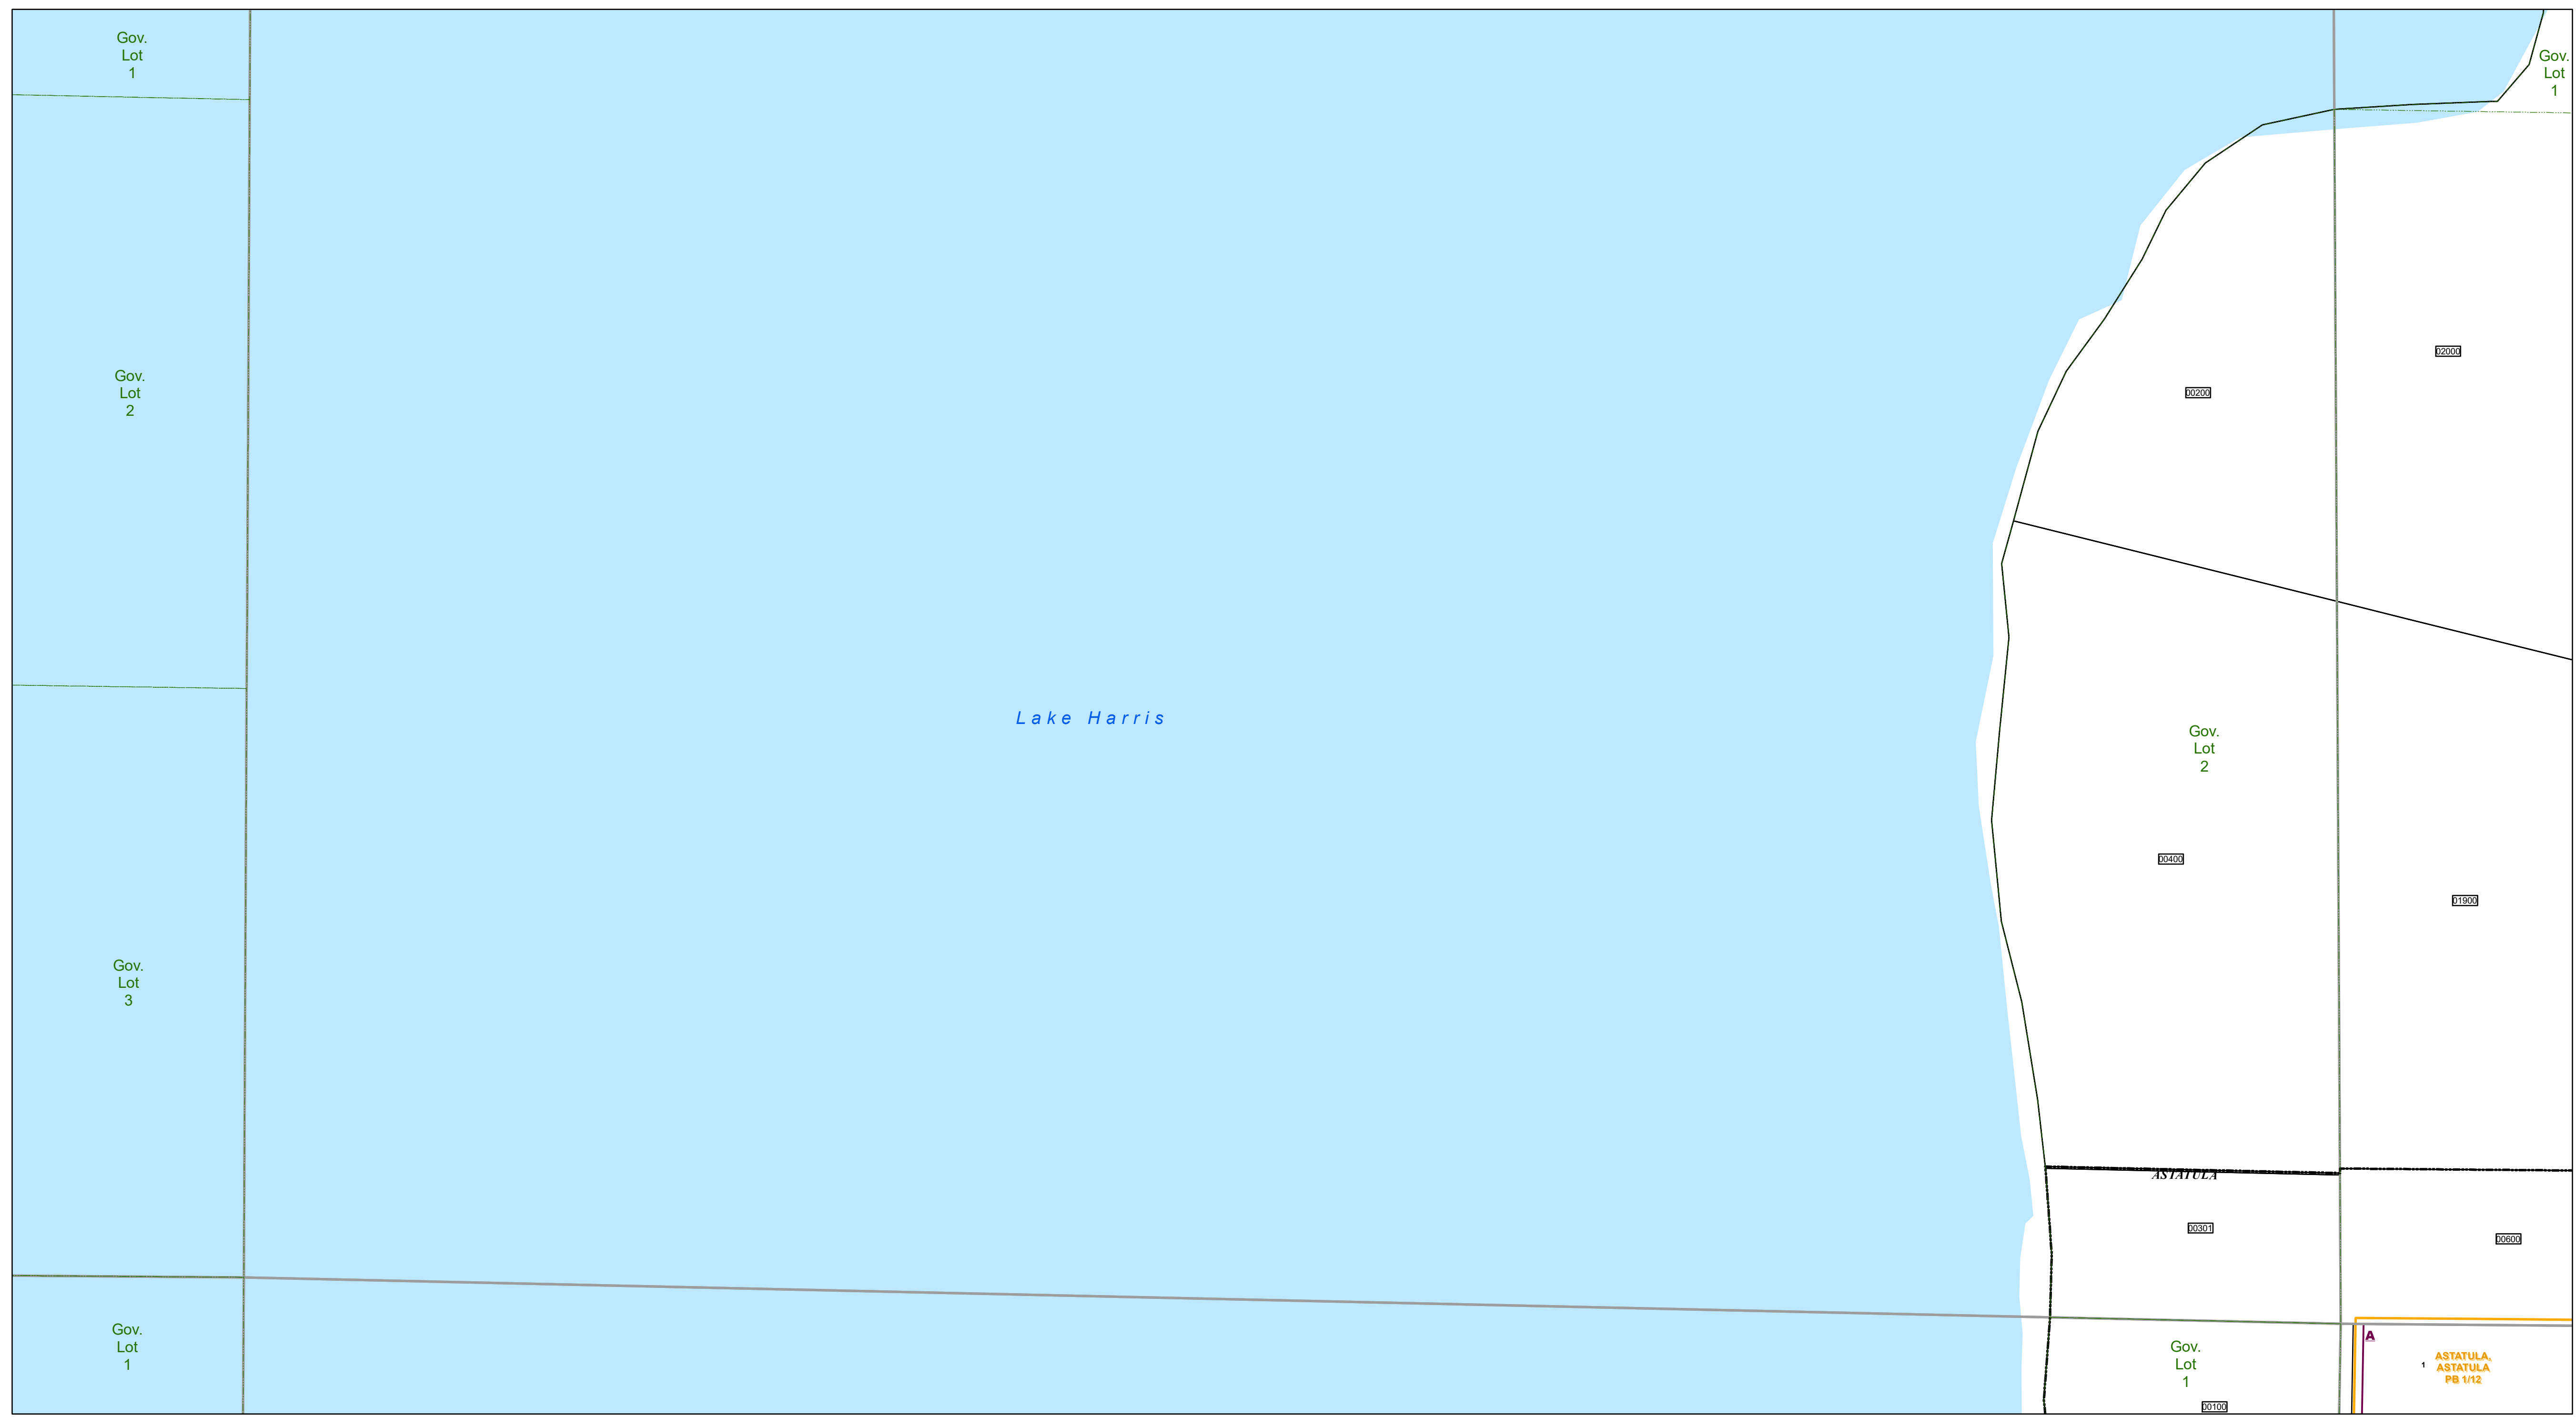 Gov.
Lot
1
Gov.
Lot
1
Gov.
Lot
2
02000
00200
Lake Harris
Gov.
Lot
2
00400
01900
Gov.
Lot
3
ASTATULA
00301
00600
Gov.
Lot
1
Gov.
Lot
1
A
1
ASTATULA,
ASTATULA
PB 1/12
00100